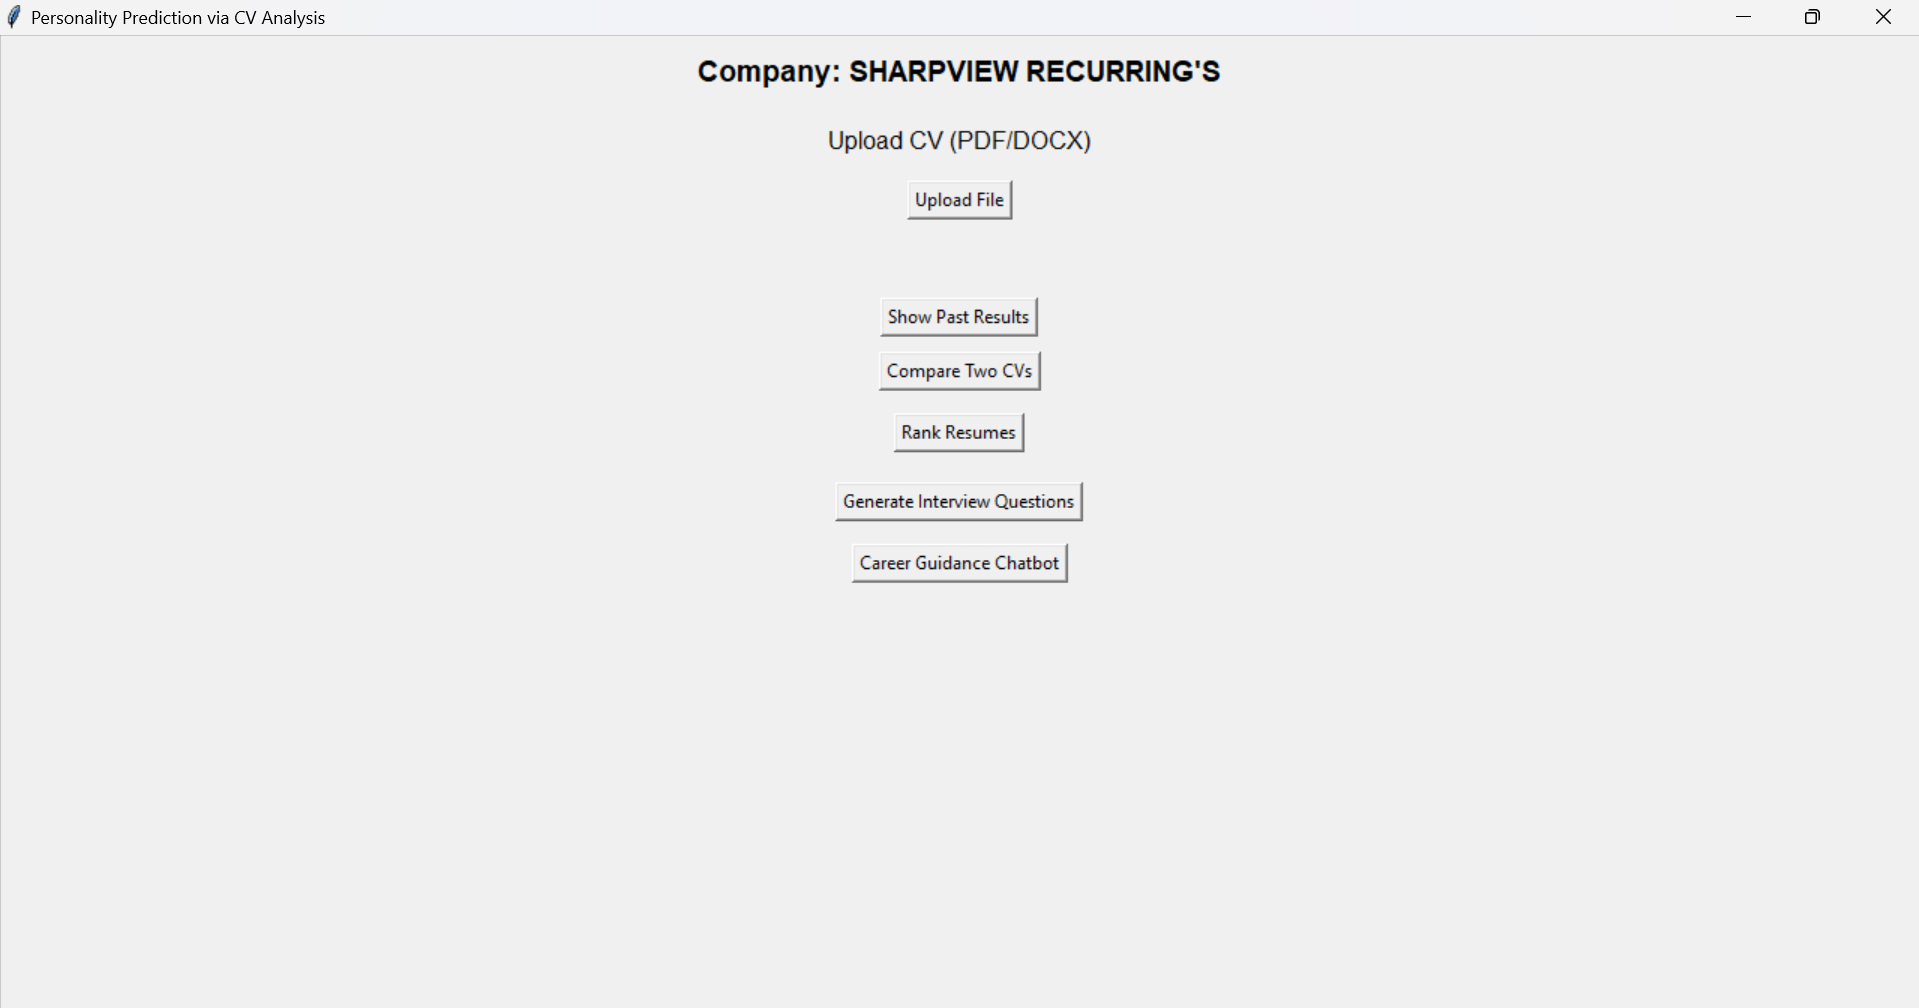 Personality Prediction via CV Analysis
Company: SHARPVIEW RECURRING'S
Upload CV (PDF/DOCX)
Upload File
Show Past Results
Compare Two CVs
Rank Resumes
Generate Interview Questions
Career Guidance Chatbot